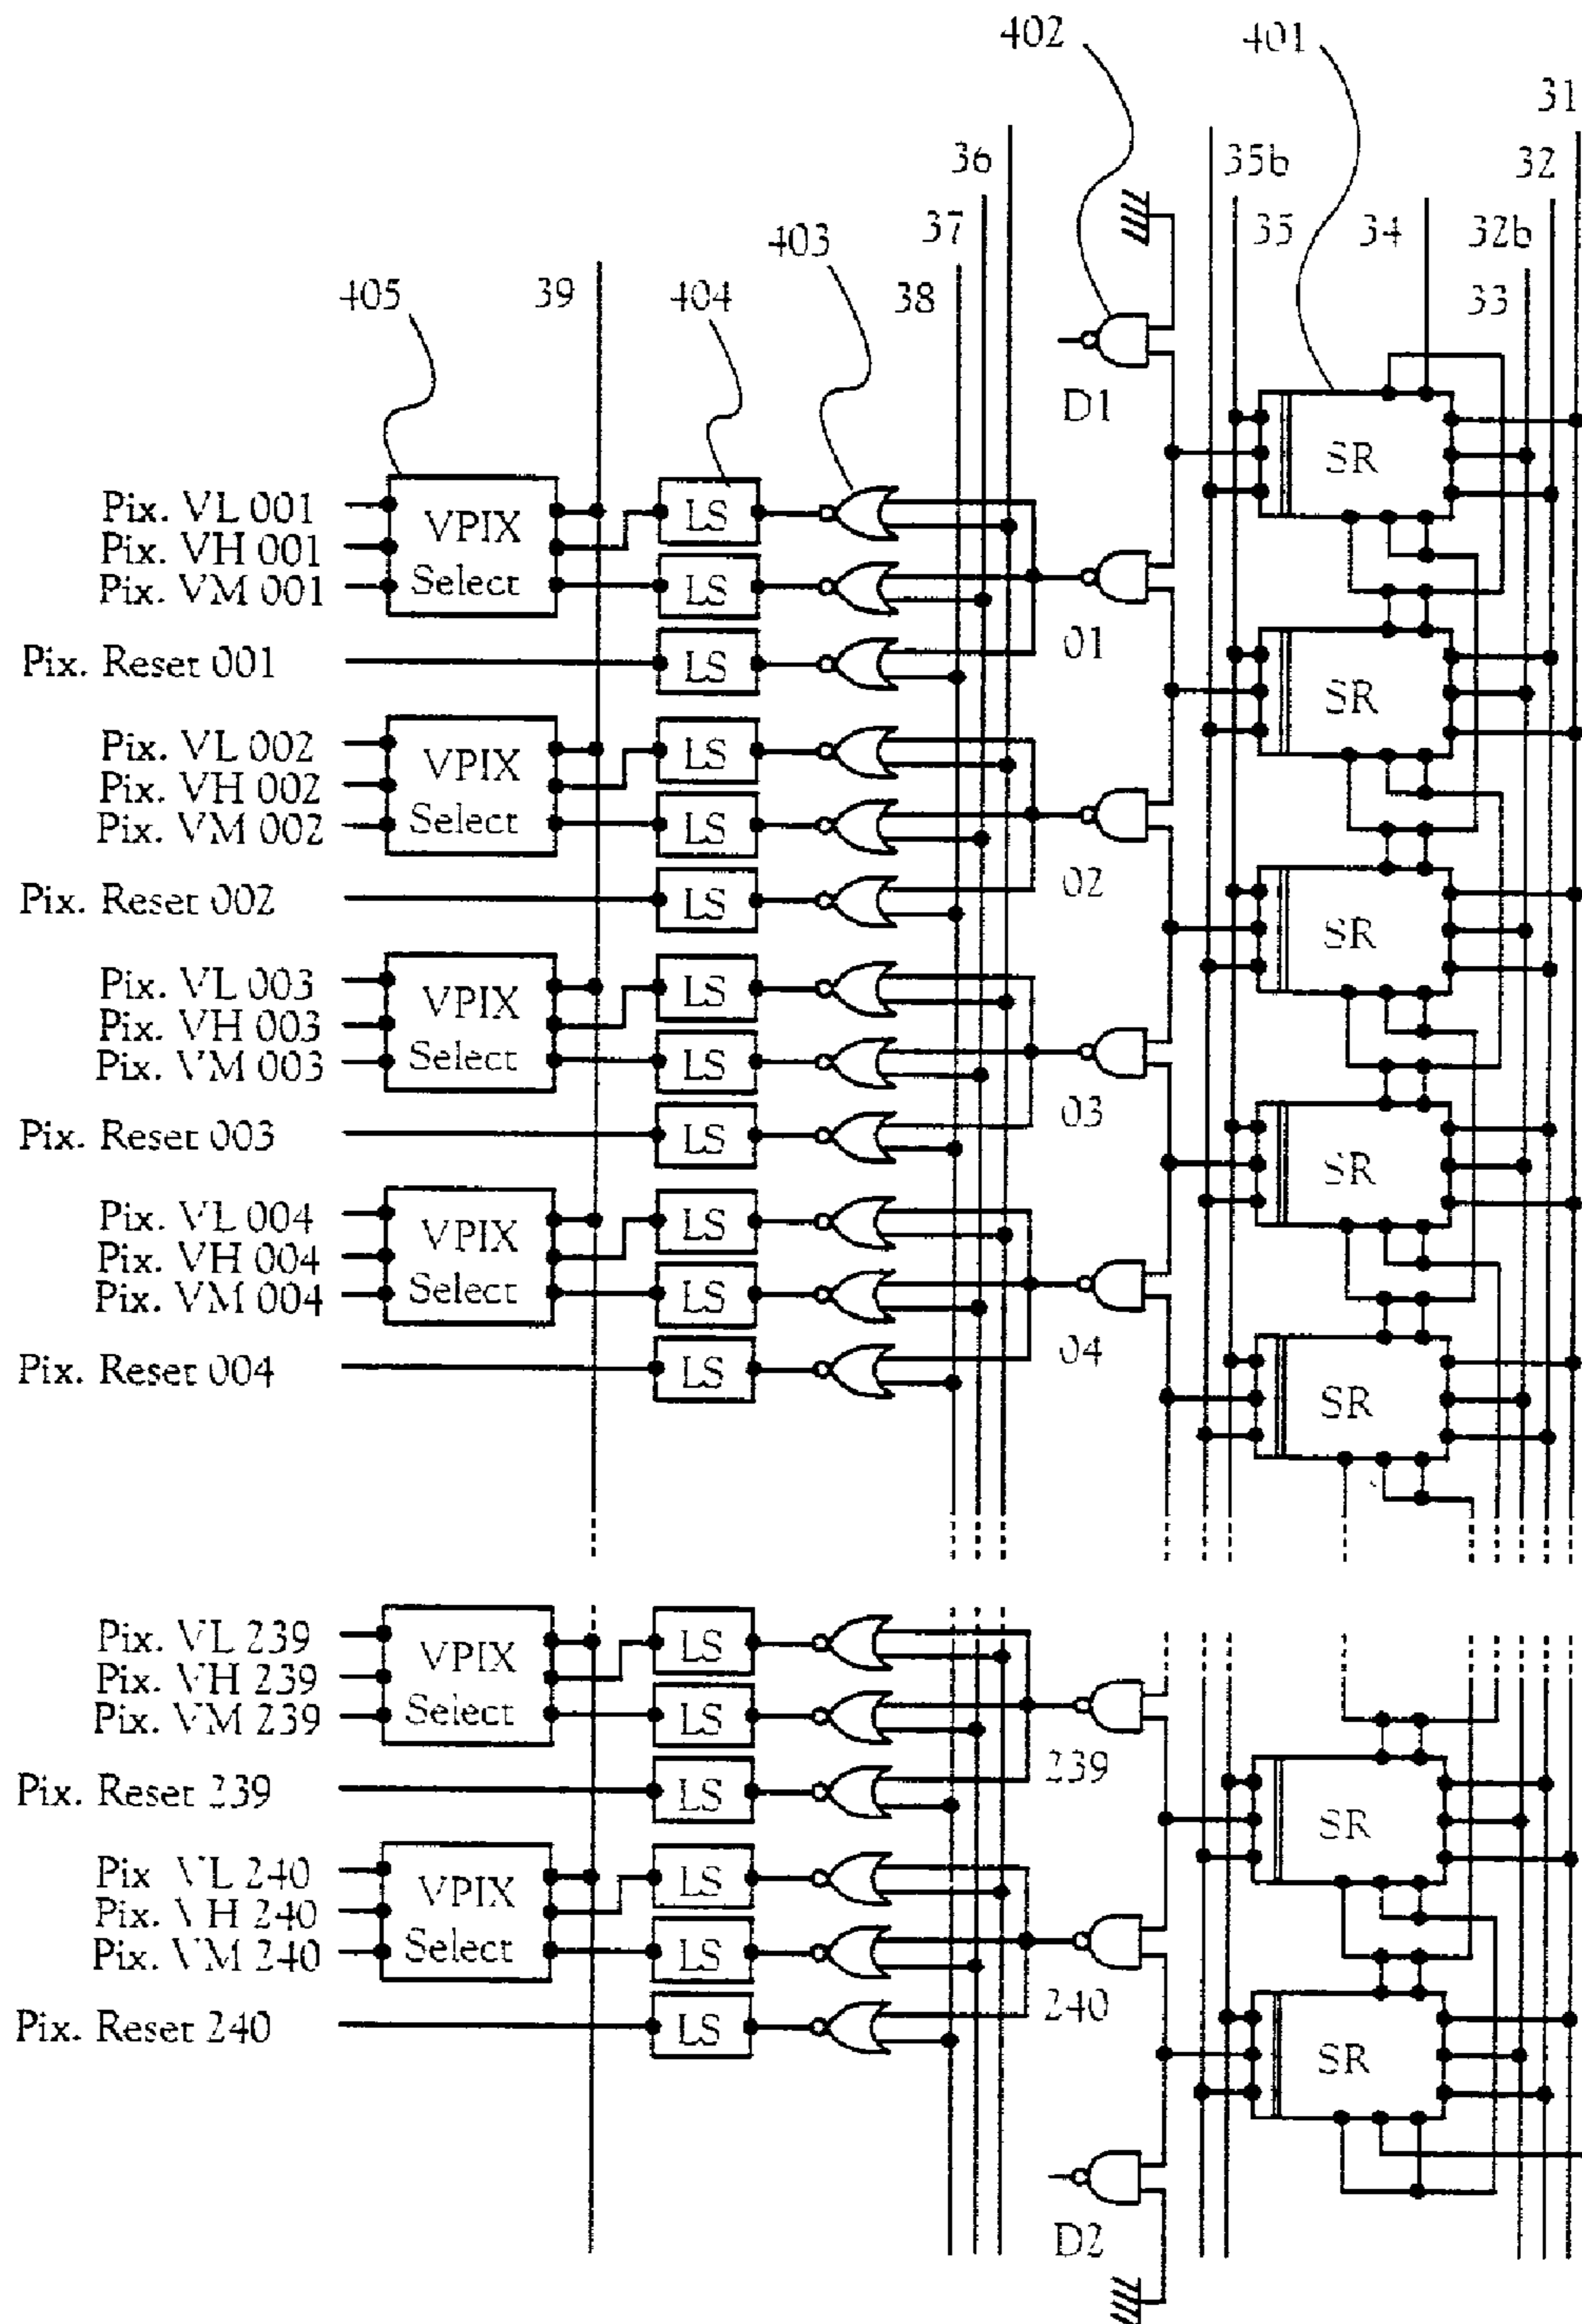 402
401
31
36
35b
32
37
35
34
32b
403
38
33
405
39
404
D1
SR
Pix. VL 001
VPIX
LS
Pix. VH 001
Pix. VM 001
Select
LS
01
SR
Pix. Reset 001
LS
Pix. VL 002
VPIX
LS
Pix. VH 002
Pix. VM 002
Select
LS
02
SR
Pix. Reset 002
LS
Pix. VL 003
VPIX
LS
Pix. VH 003
Pix. VM 003
Select
LS
03
SR
Pix. Reset 003
LS
Pix. VL 004
VPIX
LS
Pix. VH 004
Pix. VM 004
Select
LS
04
SR
Pix. Reset 004
LS
Pix. VL 239
VPIX
LS
Pix. VH 239
Pix. VM 239
Select
LS
239
SR
Pix. Reset 239
LS
Pix VL 240
VPIX
LS
Pix. VH 240
Pix. VM 240
Select
LS
240
SR
Pix. Reset 240
LS
D2